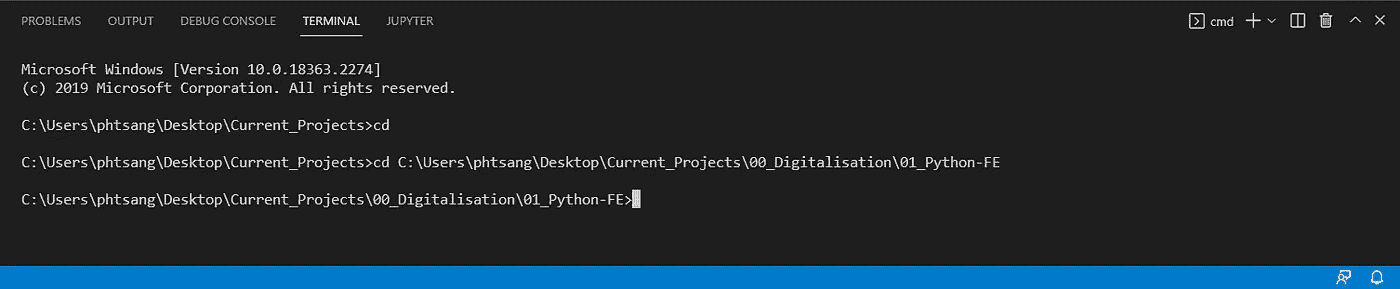 PROBLEMS OUTPUT DEBUG CONSOLE TERMINAL JUPYTER cmd
Microsoft Windows [Version 10.0.18363.2274]
(c) 2019 Microsoft Corporation. All rights reserved.
C:\Users\phtsang\Desktop\Current_Projects>cd
C:\Users\phtsang\Desktop\Current_Projects>cd C:\Users\phtsang\Desktop\Current_Projects\00_Digitalisation\01_Python-FE
C:\Users\phtsang\Desktop\Current_Projects\00_Digitalisation\01_Python-FE>